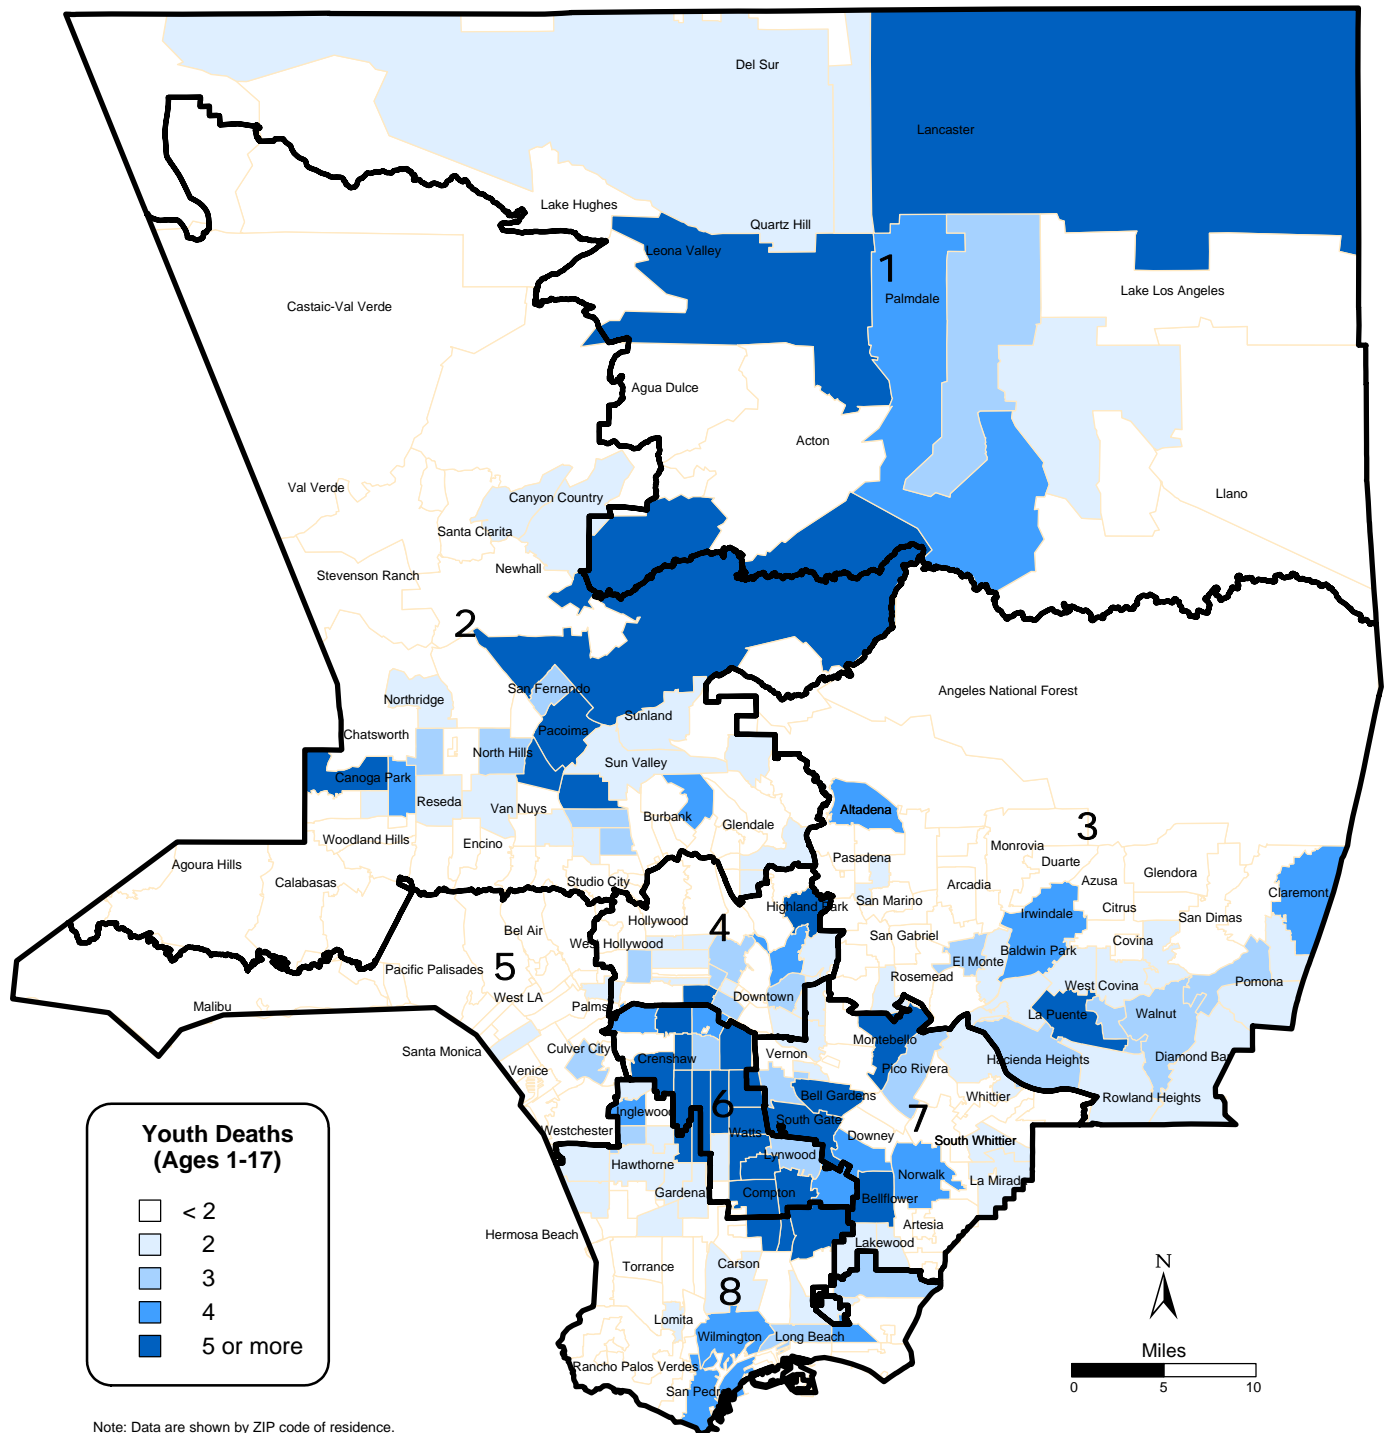 Del Sur
Lancaster
Lake Hughes
Quartz Hill
Leona Valley
1
Palmdale
Lake Los Angeles
Castaic-Val Verde
Agua Dulce
Acton
Val Verde
Canyon Country
Llano
Santa Clarita
Newhall
Stevenson Ranch
2
San Fernando
Angeles National Forest
Northridge
Sunland
Chatsworth
Pacoima
North Hills
Sun Valley
Canoga Park
Reseda
Van Nuys
Altadena
Burbank
Glendale
3
Woodland Hills
Encino
Monrovia
Pasadena
Duarte
Agoura Hills
Glendora
Calabasas
Studio City
Arcadia
Azusa
Claremont
San Marino
Highland Park
Citrus
Irwindale
San Dimas
Hollywood
Bel Air
4
San Gabriel
West Hollywood
Covina
Baldwin Park
Pacific Palisades
5
El Monte
Rosemead
Pomona
West LA
Downtown
West Covina
Malibu
Palms
La Puente
Walnut
Montebello
Santa Monica
Culver City
Vernon
Crenshaw
Hacienda Heights
Diamond Bar
Venice
Pico Rivera
Bell Gardens
Whittier
Rowland Heights
Inglewood
6
7
South Gate
Westchester
Watts
Downey
South Whittier
Lynwood
Hawthorne
Norwalk
La Mirada
Gardena
Compton
Bellflower
Artesia
Hermosa Beach
Lakewood
Carson
Torrance
8
Lomita
Wilmington
Long Beach
Rancho Palos Verdes
San Pedro
Youth Deaths
(Ages 1-17)
< 2
2
3
4
5 or more
N
Miles
0 5 10
Note: Data are shown by ZIP code of residence.